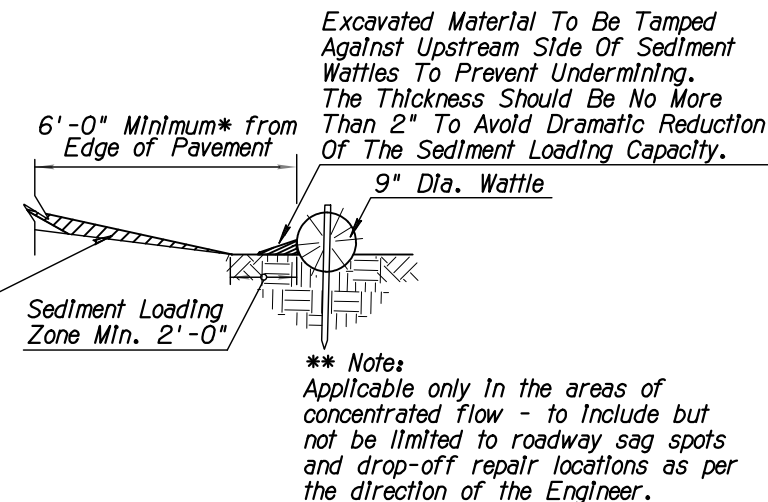 Excavated Material To Be Tamped
Against Upstream Side Of Sediment
Wattles To Prevent Undermining.
The Thickness Should Be No More
Than 2" To Avoid Dramatic Reduction
Of The Sediment Loading Capacity.
6'-0" Minimum* from
Edge of Pavement
9" Dia. Wattle
Sediment Loading
Zone Min. 2'-0"
** Note:
Applicable only in the areas of
concentrated flow - to include but
not be limited to roadway sag spots
and drop-off repair locations as per
the direction of the Engineer.